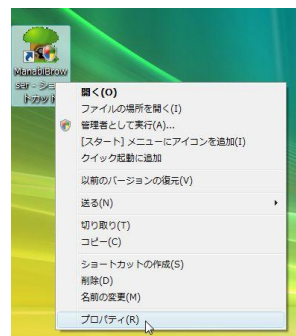 ManabiBrow
ser - ショー
トカット
開く(O)
ファイルの場所を開く(I)
管理者として実行(A)...
[スタート] メニューにアイコンを追加(I)
クイック起動に追加
以前のバージョンの復元(V)
送る(N)
切り取り(T)
コピー(C)
ショートカットの作成(S)
削除(D)
名前の変更(M)
プロパティ(R)